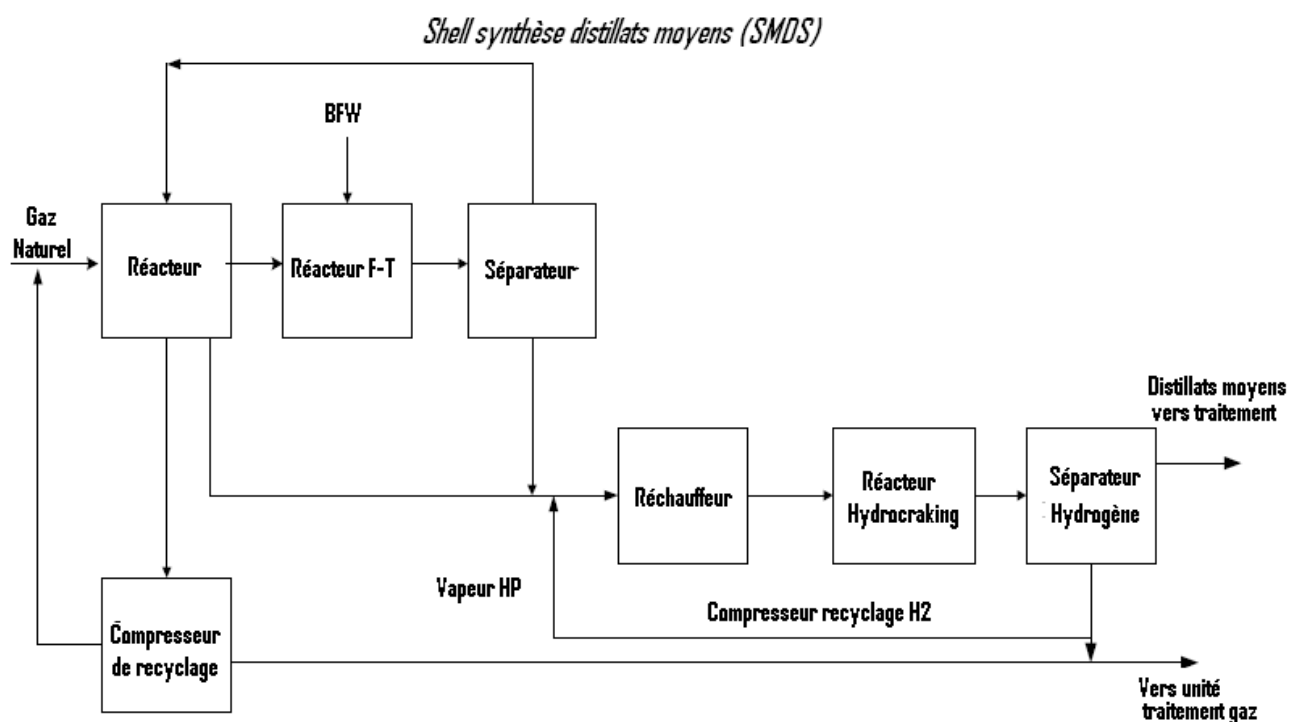 Shell synthèse distillats moyens (SMDS)
BFW
Gaz
Naturel
Réacteur
Réacteur F-T
Séparateur
Distillats moyens
vers traitement
Réchauffeur
Réacteur
Hydrocraking
Séparateur
Hydrogène
Vapeur HP
Compresseur recyclage H2
Compresseur
de recyclage
Vers unité
traitement gaz